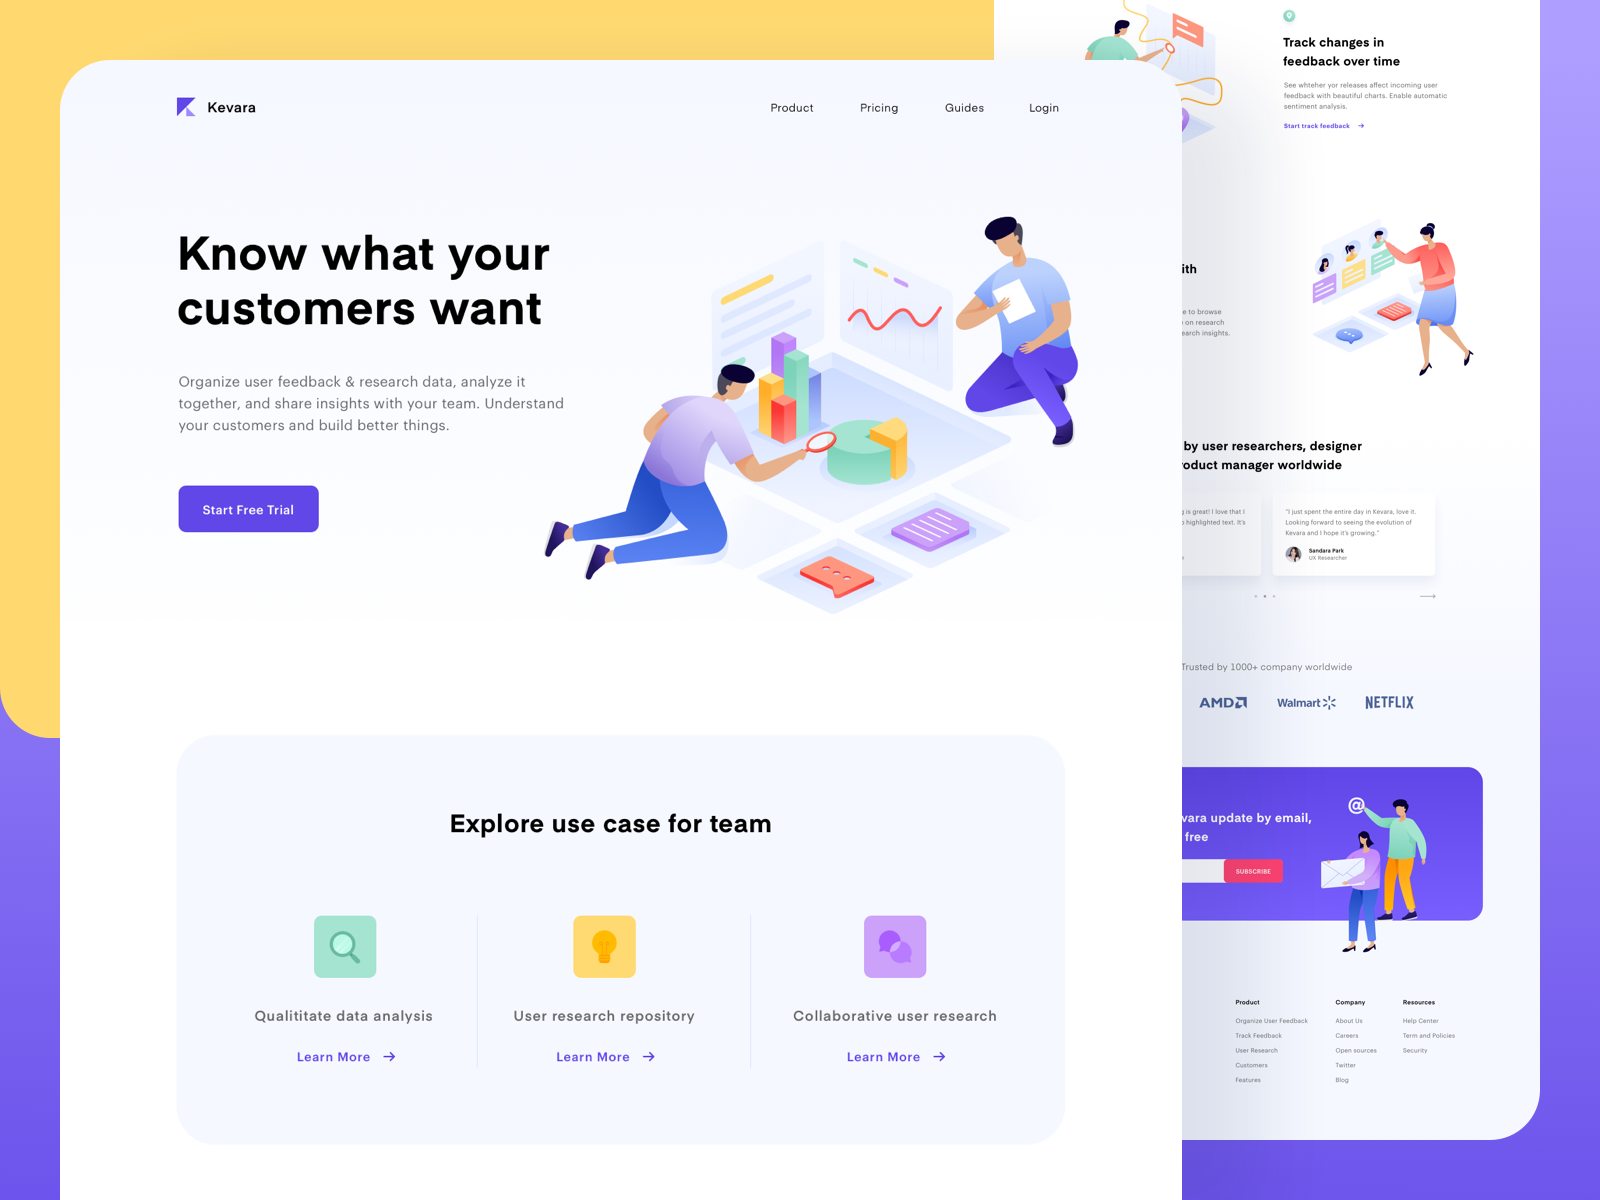 Kevara
Product
Pricing
Guides
Login
Know what your
customers want
Organize user feedback & research data, analyze it
together, and share insights with your team. Understand
your customers and build better things.
Start Free Trial
Explore use case for team
Qualititate data analysis
Learn More
User research repository
Learn More
Collaborative user research
Learn More
Track changes in
feedback over time
See whteher yor releases affect incoming user
feedback with beautiful charts. Enable automatic
sentiment analysis.
Start track feedback
ith
e to browse
on research
earch insights.
by user researchers, designer
roduct manager worldwide
g is great! I love that I
highlighted text. It's
"I just spent the entire day in Kevara, love it.
Looking forward to seeing the evolution of
Kevara and I hope it's growing."
Sandara Park
UX Researcher
Trusted by 1000+ company worldwide
AMD
Walmart
NETFLIX
vara update by email,
free
@
SUBSCRIBE
Product
Organize User Feedback
Track Feedback
User Research
Customers
Features
Company
About Us
Careers
Open sources
Twitter
Blog
Resources
Help Center
Term and Policies
Security